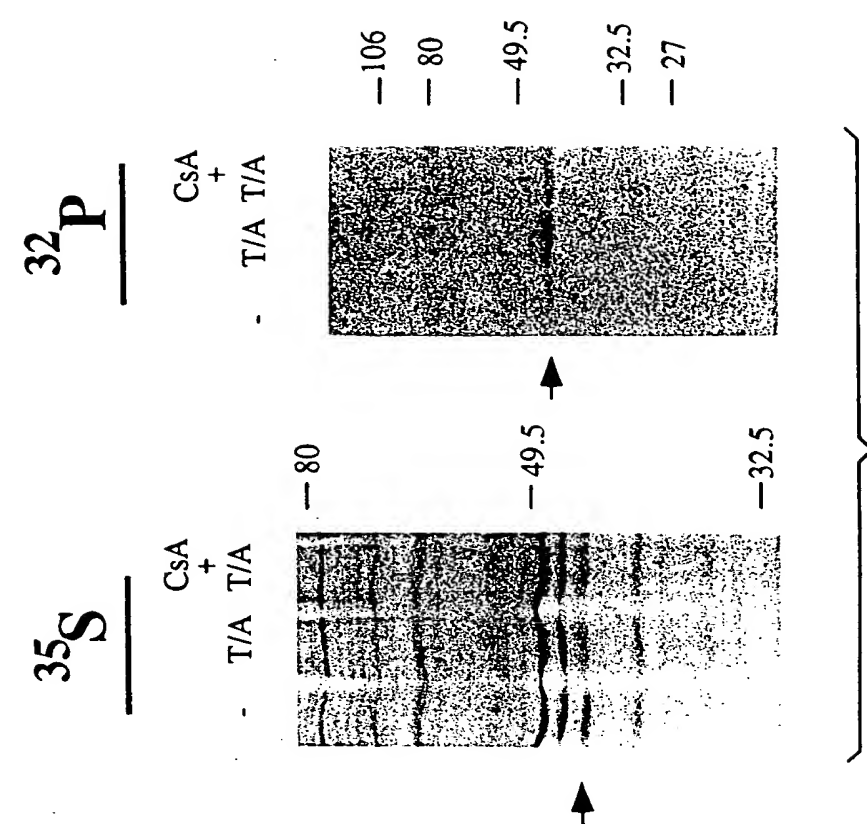 35S
CsA
+
- T/A T/A
– 80
– 49.5
– 32.5
32P
CsA
+
- T/A T/A
– 106
– 80
– 49.5
– 32.5
– 27